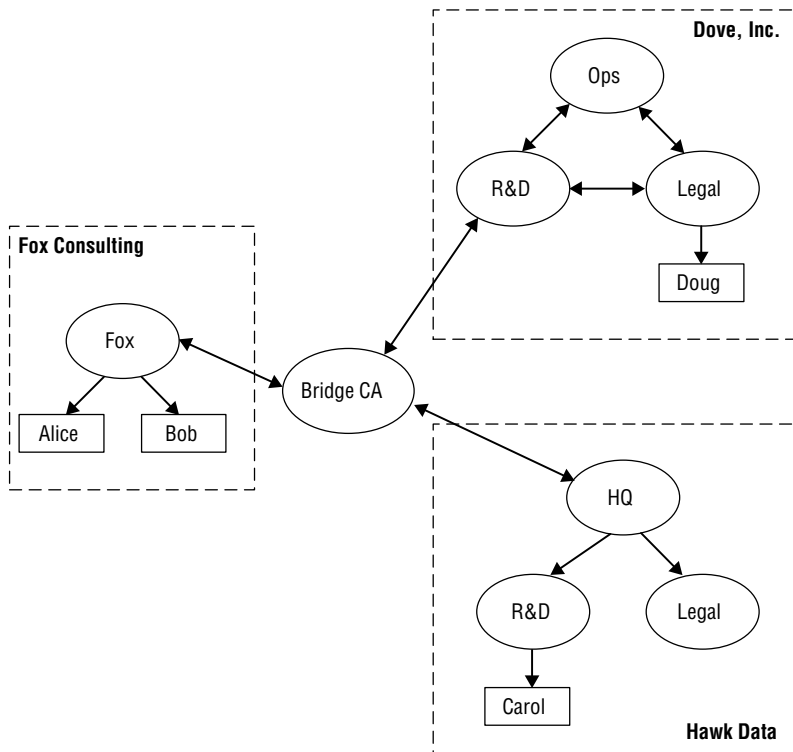 Dove, Inc.
Ops
R&D
Legal
Doug
Fox Consulting
Fox
Alice
Bob
Bridge CA
HQ
R&D
Legal
Carol
Hawk Data